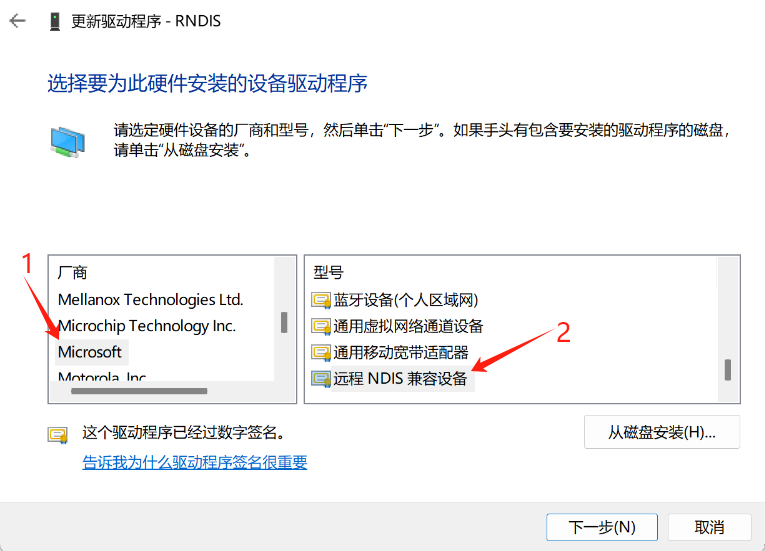 更新驱动程序 - RNDIS
选择要为此硬件安装的设备驱动程序
请选定硬件设备的厂商和型号，然后单击“下一步”。如果手头有包含要安装的驱动程序的磁盘，
请单击“从磁盘安装”。
1
厂商
Mellanox Technologies Ltd.
Microchip Technology Inc.
Microsoft
Motorola, Inc.
型号
蓝牙设备(个人区域网)
通用虚拟网络通道设备
通用移动宽带适配器
远程 NDIS 兼容设备
2
这个驱动程序已经过数字签名。
告诉我为什么驱动程序签名很重要
从磁盘安装(H)...
下一步(N)
取消